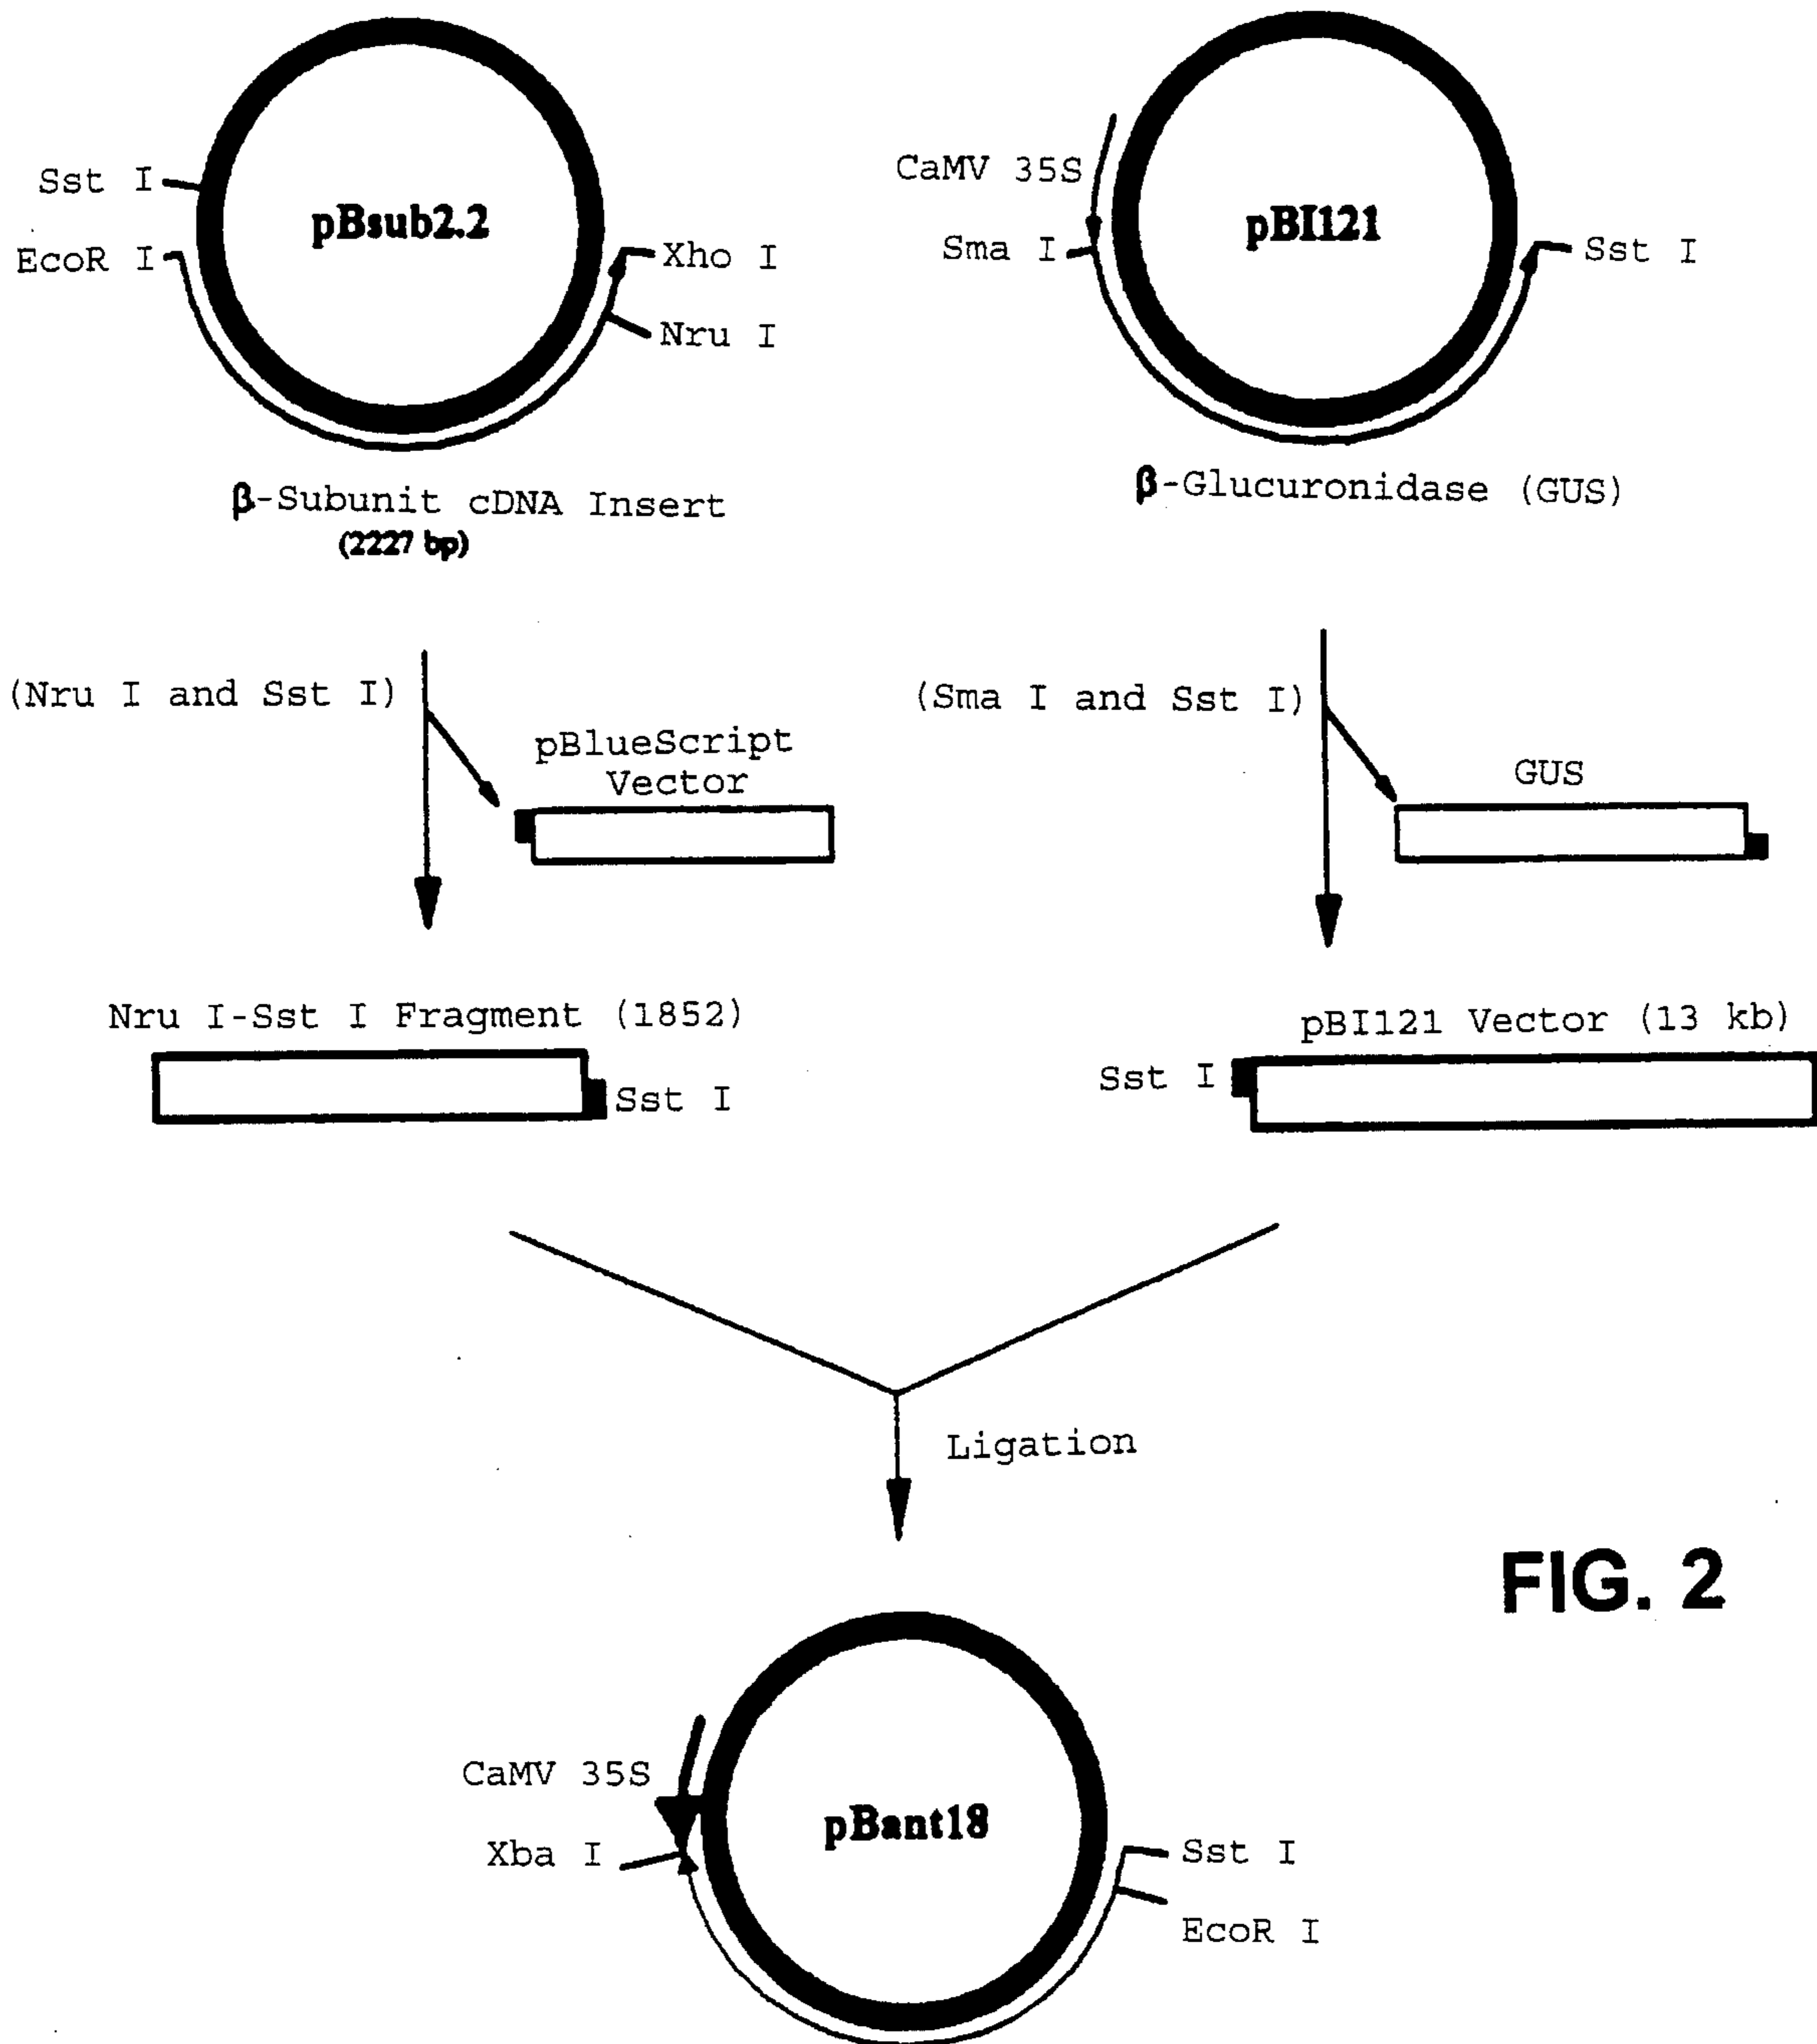 pBsub2.2
Sst I
EcoR I
Xho I
Nru I
β-Subunit cDNA Insert
(2227 bp)
CaMV 35S
pBI121
Sma I
Sst I
β-Glucuronidase (GUS)
(Nru I and Sst I)
pBlueScript
Vector
(Sma I and Sst I)
GUS
Nru I-Sst I Fragment (1852)
Sst I
pBI121 Vector (13 kb)
Sst I
Ligation
FIG. 2
CaMV 35S
pBant18
Xba I
Sst I
EcoR I